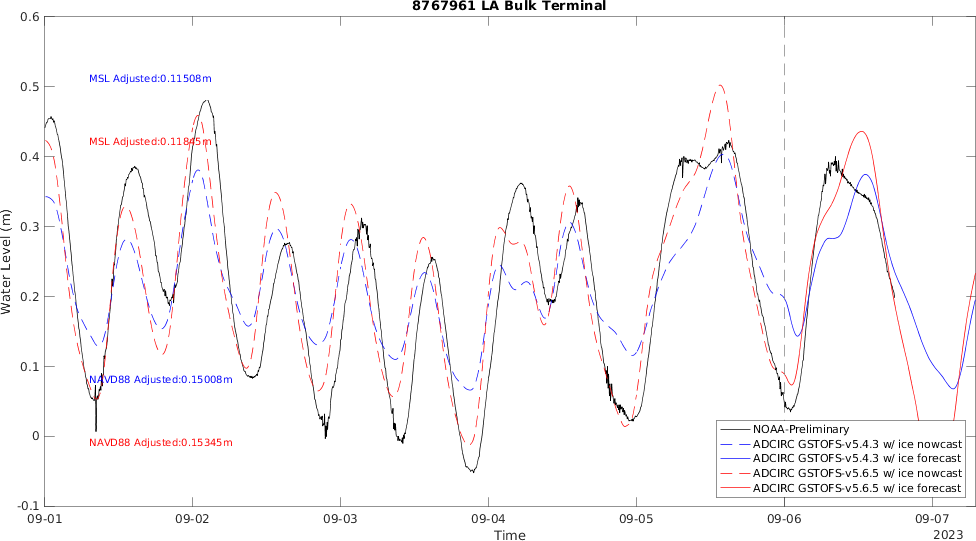 8767961 LA Bulk Terminal
0.6
0.5
0.4
0.3
0.2
0.1
0
-0.1
Water Level (m)
MSL Adjusted:0.11508m
MSL Adjusted:0.11845m
NAVD88 Adjusted:0.15008m
NAVD88 Adjusted:0.15345m
NOAA-Preliminary
ADCIRC GSTOFS-v5.4.3 w/ ice nowcast
ADCIRC GSTOFS-v5.4.3 w/ ice forecast
ADCIRC GSTOFS-v5.6.5 w/ ice nowcast
ADCIRC GSTOFS-v5.6.5 w/ ice forecast
09-01 09-02 09-03 09-04 09-05 09-06 09-07
Time
2023